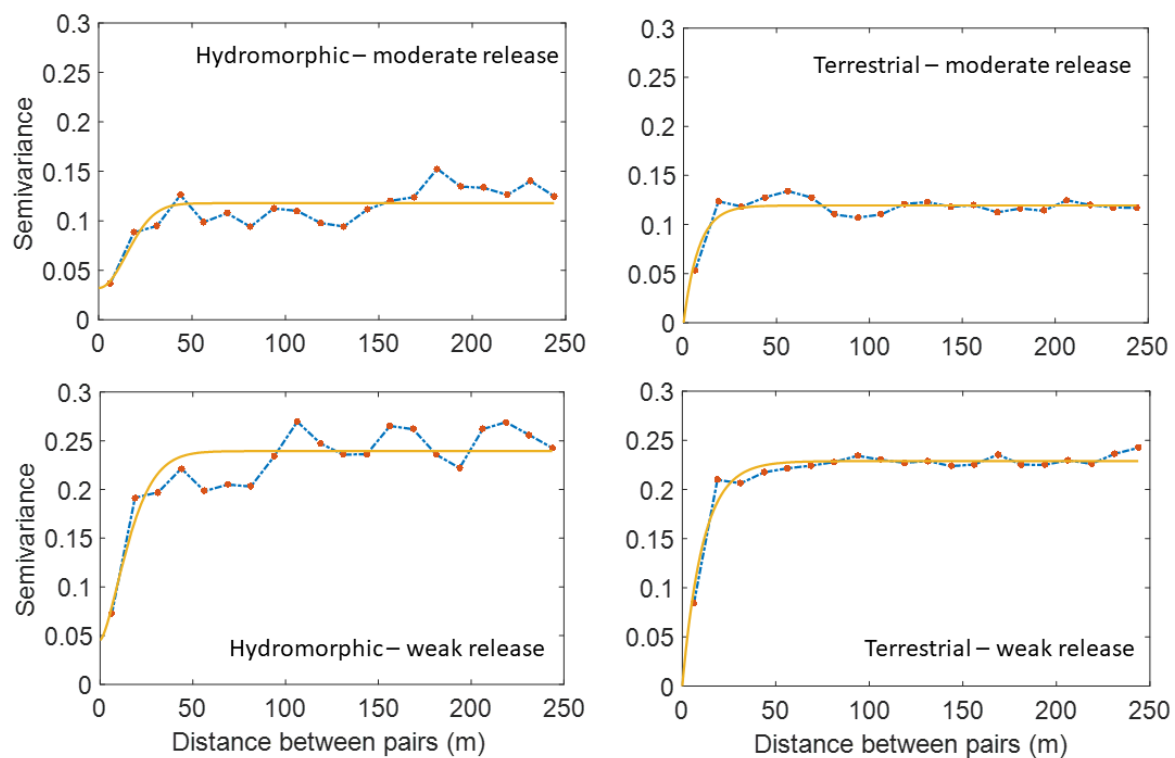 0.3
0.25
0.2
0.15
0.1
0.05
0
Semivariance
Hydromorphic – moderate release
0 50 100 150 200 250
0.3
0.25
0.2
0.15
0.1
0.05
0
Terrestrial – moderate release
0 50 100 150 200 250
0.3
0.25
0.2
0.15
0.1
0.05
0
Semivariance
Hydromorphic – weak release
0 50 100 150 200 250
Distance between pairs (m)
0.3
0.25
0.2
0.15
0.1
0.05
0
Terrestrial – weak release
0 50 100 150 200 250
Distance between pairs (m)